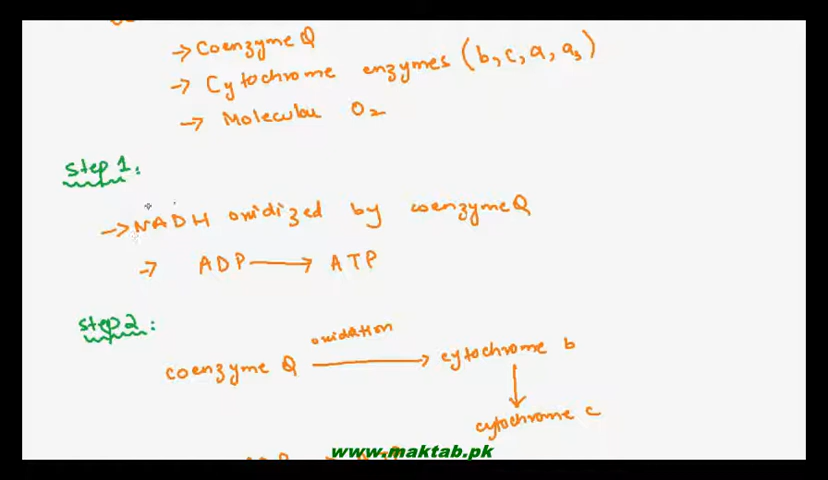 → Coenzyme Q
→ Cytochrome enzymes (b, c, a, a3)
→ Molecular O2
Step 1:
→ NADH oxidized by coenzyme Q
→ ADP → ATP
Step 2:
oxidation
coenzyme Q → cytochrome b
↓
cytochrome c
www.maktab.pk